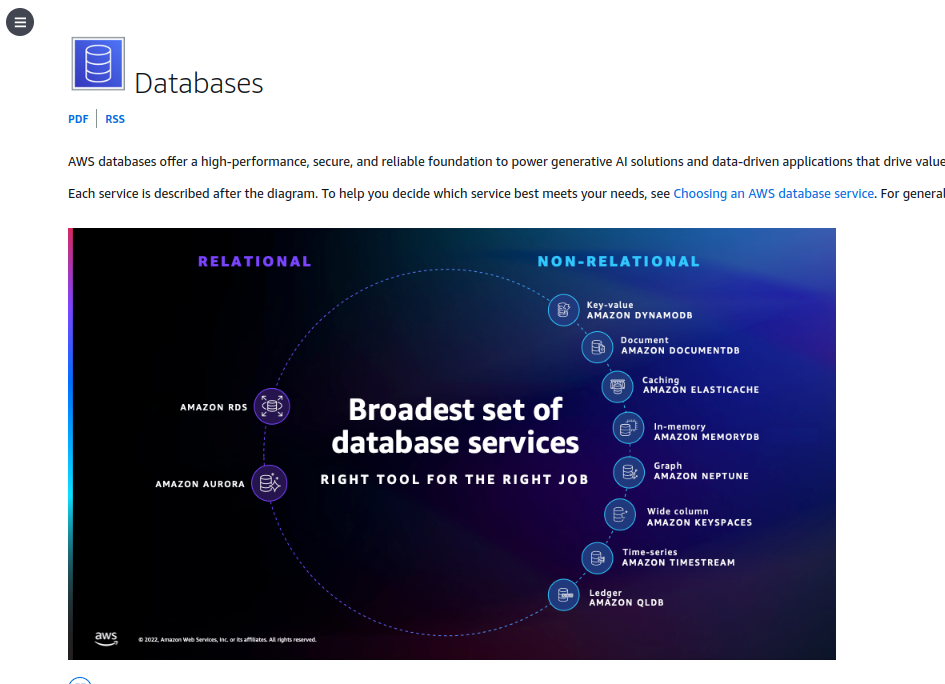 Databases
PDF
RSS
AWS databases offer a high-performance, secure, and reliable foundation to power generative AI solutions and data-driven applications that drive value
Each service is described after the diagram. To help you decide which service best meets your needs, see Choosing an AWS database service. For general
RELATIONAL
NON-RELATIONAL
Key-value
AMAZON DYNAMODB
Document
AMAZON DOCUMENTDB
Caching
AMAZON ELASTICACHE
In-memory
AMAZON MEMORYDB
Graph
AMAZON NEPTUNE
Wide column
AMAZON KEYSPACES
Time-series
AMAZON TIMESTREAM
Ledger
AMAZON QLDB
AMAZON RDS
AMAZON AURORA
Broadest set of
database services
RIGHT TOOL FOR THE RIGHT JOB
aws
© 2022, Amazon Web Services, Inc. or its affiliates. All rights reserved.